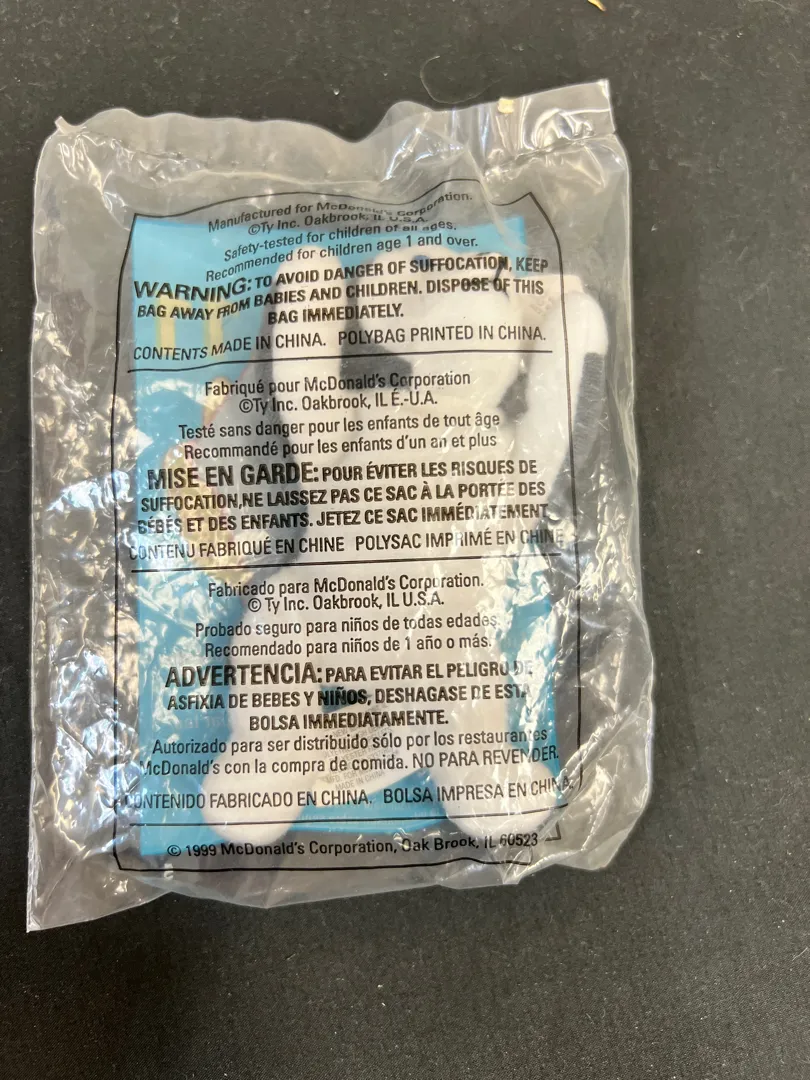 Manufactured for McDonald's Corporation.
©Ty Inc. Oakbrook, IL U.S.A.
Safety-tested for children of all ages.
Recommended for children age 1 and over.
WARNING: TO AVOID DANGER OF SUFFOCATION, KEEP
BAG AWAY FROM BABIES AND CHILDREN. DISPOSE OF THIS
BAG IMMEDIATELY.
CONTENTS MADE IN CHINA. POLYBAG PRINTED IN CHINA.
Fabriqué pour McDonald's Corporation
©Ty Inc. Oakbrook, IL É.-U.A.
Testé sans danger pour les enfants de tout âge
Recommandé pour les enfants d'un an et plus
MISE EN GARDE: POUR ÉVITER LES RISQUES DE
SUFFOCATION,NE LAISSEZ PAS CE SAC À LA PORTÉE DES
BÉBÉS ET DES ENFANTS. JETEZ CE SAC IMMÉDIATEMENT
CONTENU FABRIQUÉ EN CHINE POLYSAC IMPRIMÉ EN CHINE
Fabricado para McDonald's Corporation.
© Ty Inc. Oakbrook, IL U.S.A.
Probado seguro para niños de todas edades.
Recomendado para niños de 1 año o más.
ADVERTENCIA: PARA EVITAR EL PELIGRO DE
ASFIXIA DE BEBES Y NIÑOS, DESHAGASE DE ESTA
BOLSA IMMEDIATAMENTE.
Autorizado para ser distribuido sólo por los restaurantes
McDonald's con la compra de comida. NO PARA REVENDER.
CONTENIDO FABRICADO EN CHINA. BOLSA IMPRESA EN CHINA.
© 1999 McDonald's Corporation, Oak Brook, IL 60523